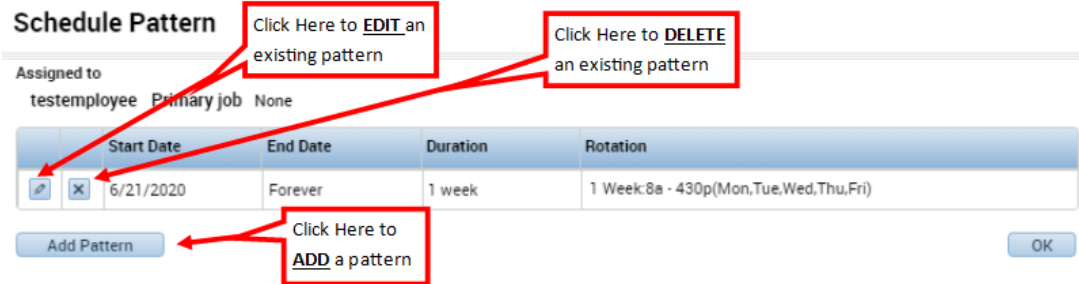 Schedule Pattern
Click Here to EDIT an
existing pattern
Click Here to DELETE
an existing pattern
Assigned to
testemployee Primary job None
Start Date End Date Duration Rotation
6/21/2020 Forever 1 week 1 Week:8a - 430p(Mon,Tue,Wed,Thu,Fri)
Click Here to
ADD a pattern
Add Pattern
OK